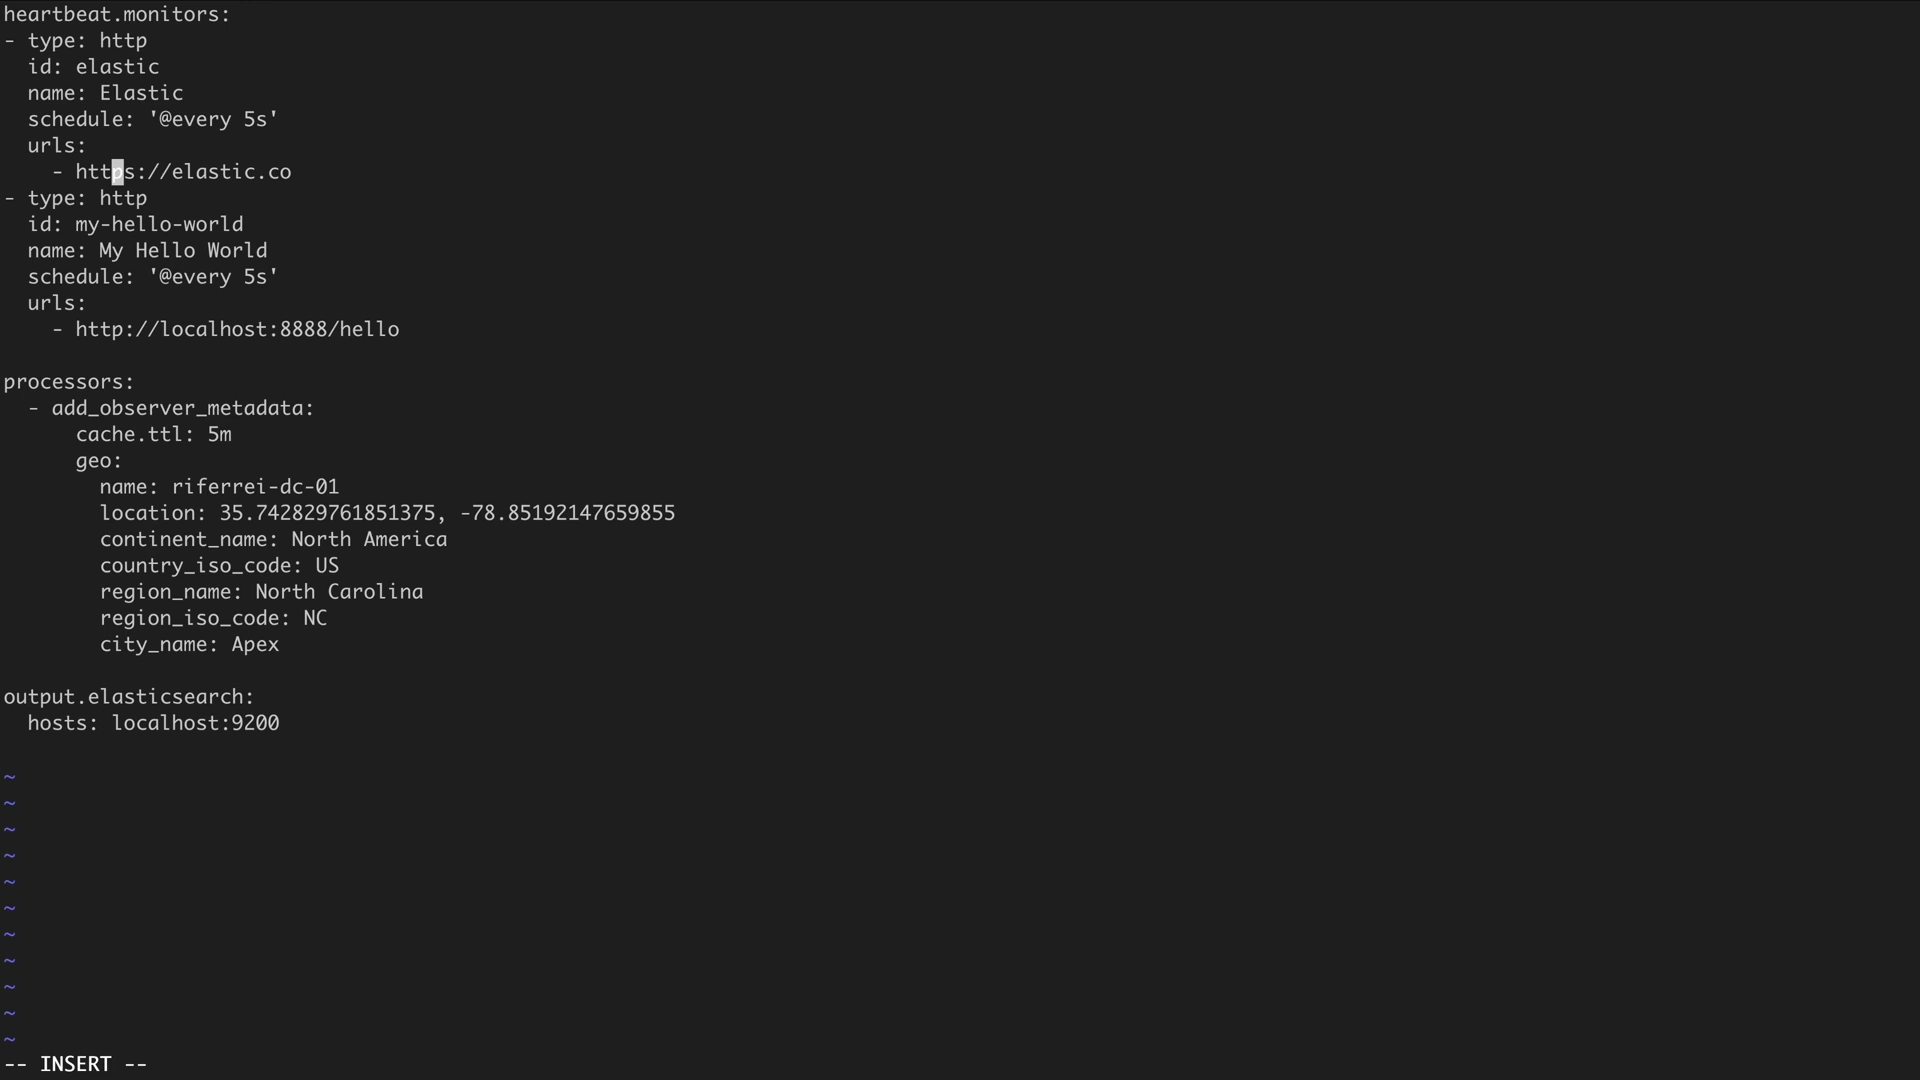 heartbeat.monitors:
- type: http
  id: elastic
  name: Elastic
  schedule: '@every 5s'
  urls:
    - https://elastic.co
- type: http
  id: my-hello-world
  name: My Hello World
  schedule: '@every 5s'
  urls:
    - http://localhost:8888/hello

processors:
  - add_observer_metadata:
      cache.ttl: 5m
      geo:
        name: riferrei-dc-01
        location: 35.742829761851375, -78.85192147659855
        continent_name: North America
        country_iso_code: US
        region_name: North Carolina
        region_iso_code: NC
        city_name: Apex

output.elasticsearch:
  hosts: localhost:9200

~
~
~
~
~
~
~
~
~
~
~
-- INSERT --